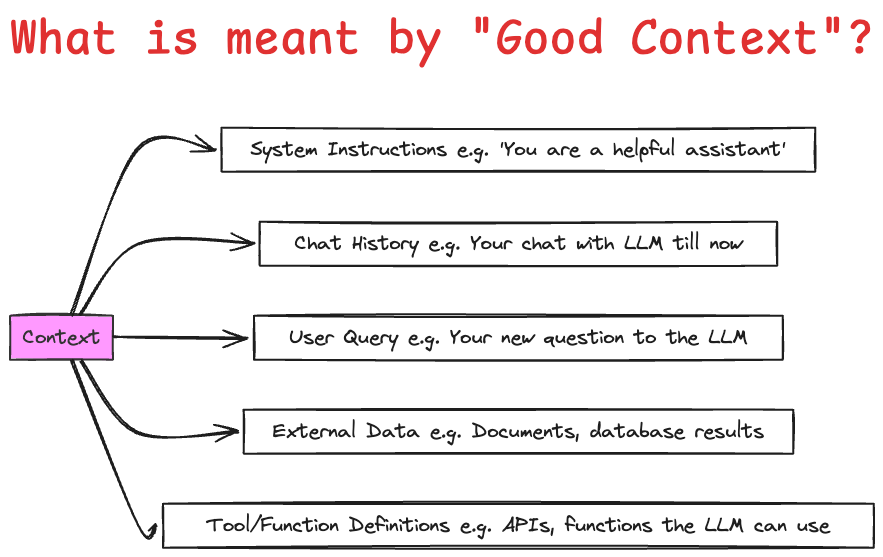 What is meant by "Good Context"?
System Instructions e.g. 'You are a helpful assistant'
Chat History e.g. Your chat with LLM till now
Context
User Query e.g. Your new question to the LLM
External Data e.g. Documents, database results
Tool/Function Definitions e.g. APIs, functions the LLM can use